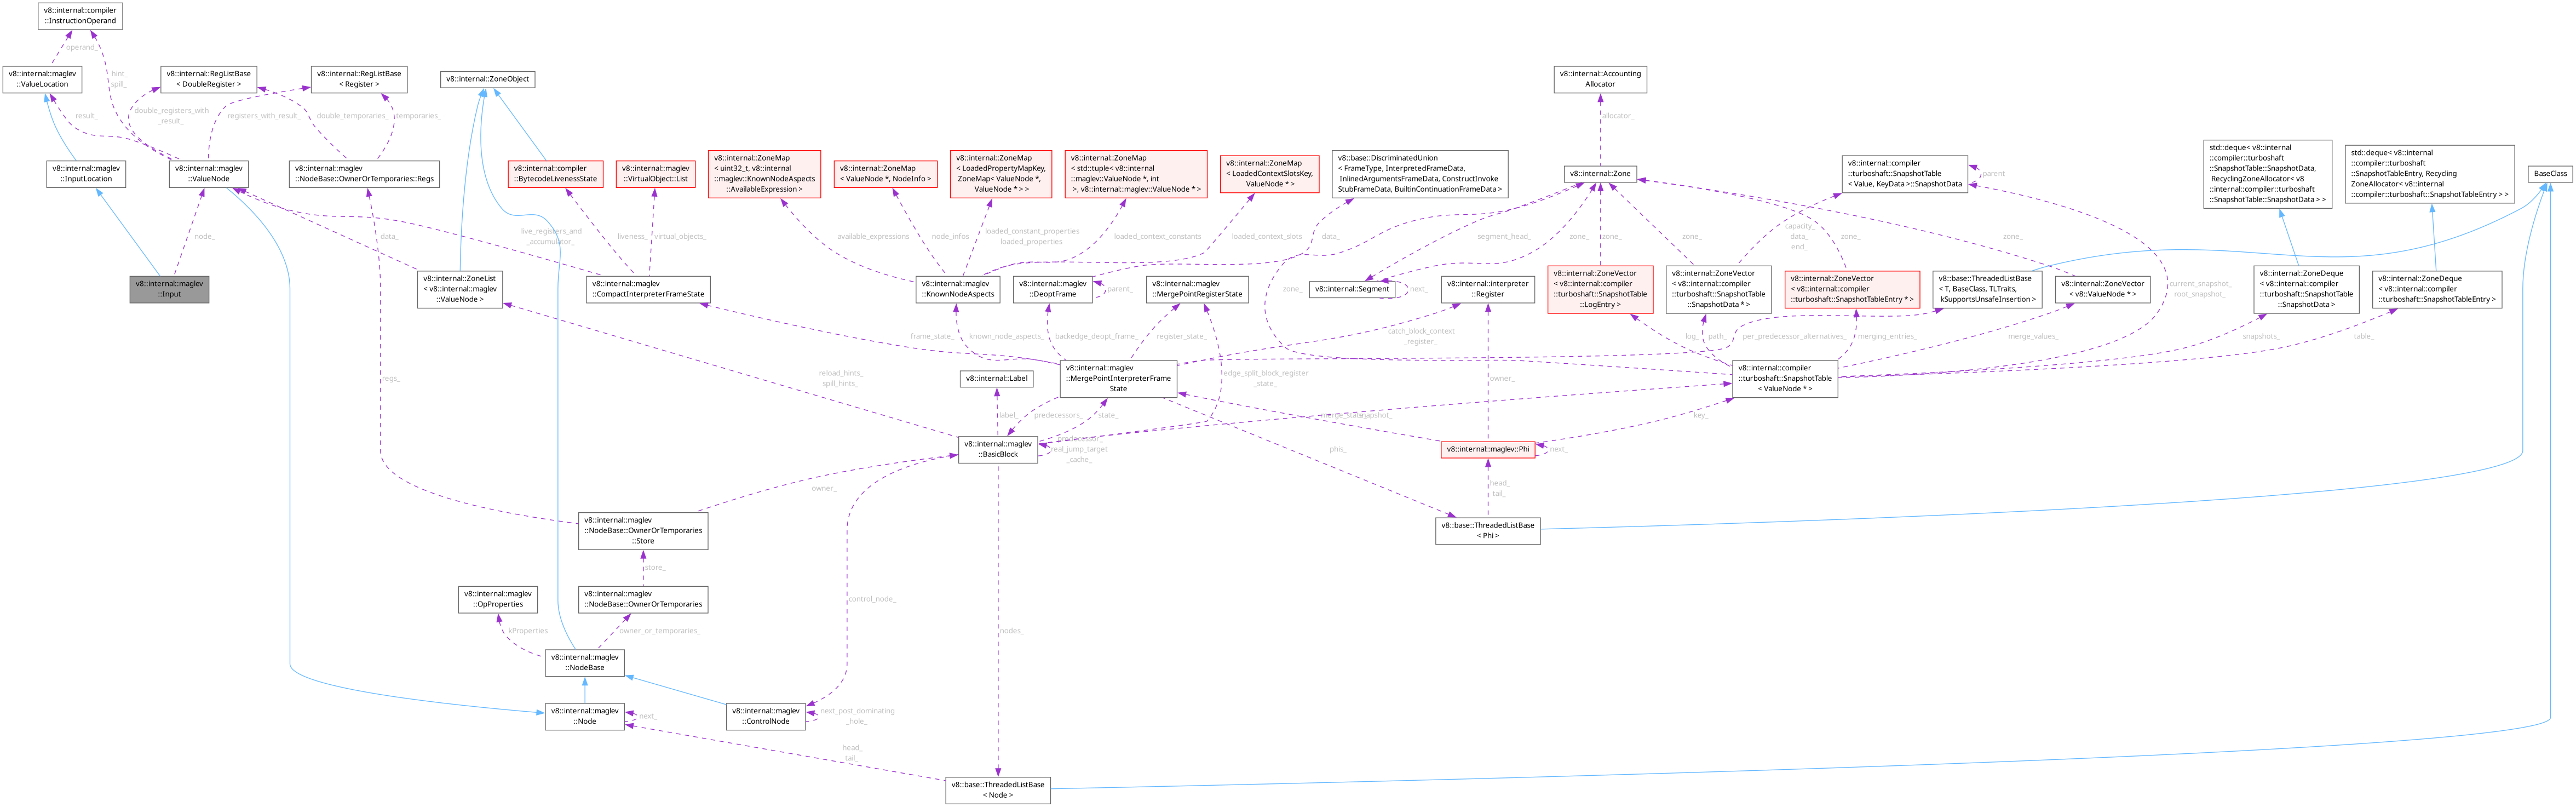 v8::internal::compiler
::InstructionOperand
operand_
hint_
spill_
v8::internal::maglev
::ValueLocation
v8::internal::RegListBase
< DoubleRegister >
v8::internal::RegListBase
< Register >
v8::internal::ZoneObject
v8::internal::Accounting
Allocator
result_
double_registers_with
_result_
registers_with_result_
double_temporaries_
temporaries_
allocator_
v8::internal::maglev
::InputLocation
v8::internal::maglev
::ValueNode
v8::internal::maglev
::NodeBase::OwnerOrTemporaries::Regs
v8::internal::compiler
::BytecodeLivenessState
v8::internal::maglev
::VirtualObject::List
v8::internal::ZoneMap
< uint32_t, v8::internal
::maglev::KnownNodeAspects
::AvailableExpression >
v8::internal::ZoneMap
< ValueNode *, NodeInfo >
v8::internal::ZoneMap
< LoadedPropertyMapKey,
ZoneMap< ValueNode *,
ValueNode * > >
v8::internal::ZoneMap
< std::tuple< v8::internal
::maglev::ValueNode *, int
>, v8::internal::maglev::ValueNode * >
v8::internal::ZoneMap
< LoadedContextSlotsKey,
ValueNode * >
v8::base::DiscriminatedUnion
< FrameType, InterpretedFrameData,
InlinedArgumentsFrameData, ConstructInvoke
StubFrameData, BuiltinContinuationFrameData >
v8::internal::Zone
v8::internal::compiler
::turboshaft::SnapshotTable
< Value, KeyData >::SnapshotData
parent
std::deque< v8::internal
::compiler::turboshaft
::SnapshotTable::SnapshotData,
RecyclingZoneAllocator< v8
::internal::compiler::turboshaft
::SnapshotTable::SnapshotData > >
std::deque< v8::internal
::compiler::turboshaft
::SnapshotTableEntry, Recycling
ZoneAllocator< v8::internal
::compiler::turboshaft::SnapshotTableEntry > >
BaseClass
node_
data_
live_registers_and
_accumulator_
liveness_
virtual_objects_
available_expressions
node_infos
loaded_constant_properties
loaded_properties
loaded_context_constants
loaded_context_slots
data_
segment_head_
zone_
zone_
zone_
capacity_
data_
end_
zone_
zone_
v8::internal::maglev
::Input
v8::internal::ZoneList
< v8::internal::maglev
::ValueNode >
v8::internal::maglev
::CompactInterpreterFrameState
v8::internal::maglev
::KnownNodeAspects
v8::internal::maglev
::DeoptFrame
parent_
v8::internal::maglev
::MergePointRegisterState
zone_
v8::internal::Segment
next_
v8::internal::interpreter
::Register
v8::internal::ZoneVector
< v8::internal::compiler
::turboshaft::SnapshotTable
::LogEntry >
v8::internal::ZoneVector
< v8::internal::compiler
::turboshaft::SnapshotTable
::SnapshotData * >
v8::internal::ZoneVector
< v8::internal::compiler
::turboshaft::SnapshotTableEntry * >
v8::base::ThreadedListBase
< T, BaseClass, TLTraits,
kSupportsUnsafeInsertion >
current_snapshot_
root_snapshot_
v8::internal::ZoneVector
< v8::ValueNode * >
v8::internal::ZoneDeque
< v8::internal::compiler
::turboshaft::SnapshotTable
::SnapshotData >
v8::internal::ZoneDeque
< v8::internal::compiler
::turboshaft::SnapshotTableEntry >
frame_state_
known_node_aspects_
backedge_deopt_frame_
register_state_
catch_block_context
_register_
log_
path_
per_predecessor_alternatives_
merging_entries_
merge_values_
snapshots_
table_
regs_
reload_hints_
spill_hints_
v8::internal::Label
v8::internal::maglev
::MergePointInterpreterFrame
State
edge_split_block_register
_state_
owner_
v8::internal::compiler
::turboshaft::SnapshotTable
< ValueNode * >
label_
predecessors_
state_
merge_state_
snapshot_
key_
v8::internal::maglev
::BasicBlock
predecessor_
real_jump_target
_cache_
phis_
v8::internal::maglev::Phi
next_
owner_
head_
tail_
v8::internal::maglev
::NodeBase::OwnerOrTemporaries
::Store
v8::base::ThreadedListBase
< Phi >
store_
v8::internal::maglev
::OpProperties
v8::internal::maglev
::NodeBase::OwnerOrTemporaries
control_node_
kProperties
owner_or_temporaries_
nodes_
v8::internal::maglev
::NodeBase
v8::internal::maglev
::Node
next_
v8::internal::maglev
::ControlNode
next_post_dominating
_hole_
head_
tail_
v8::base::ThreadedListBase
< Node >